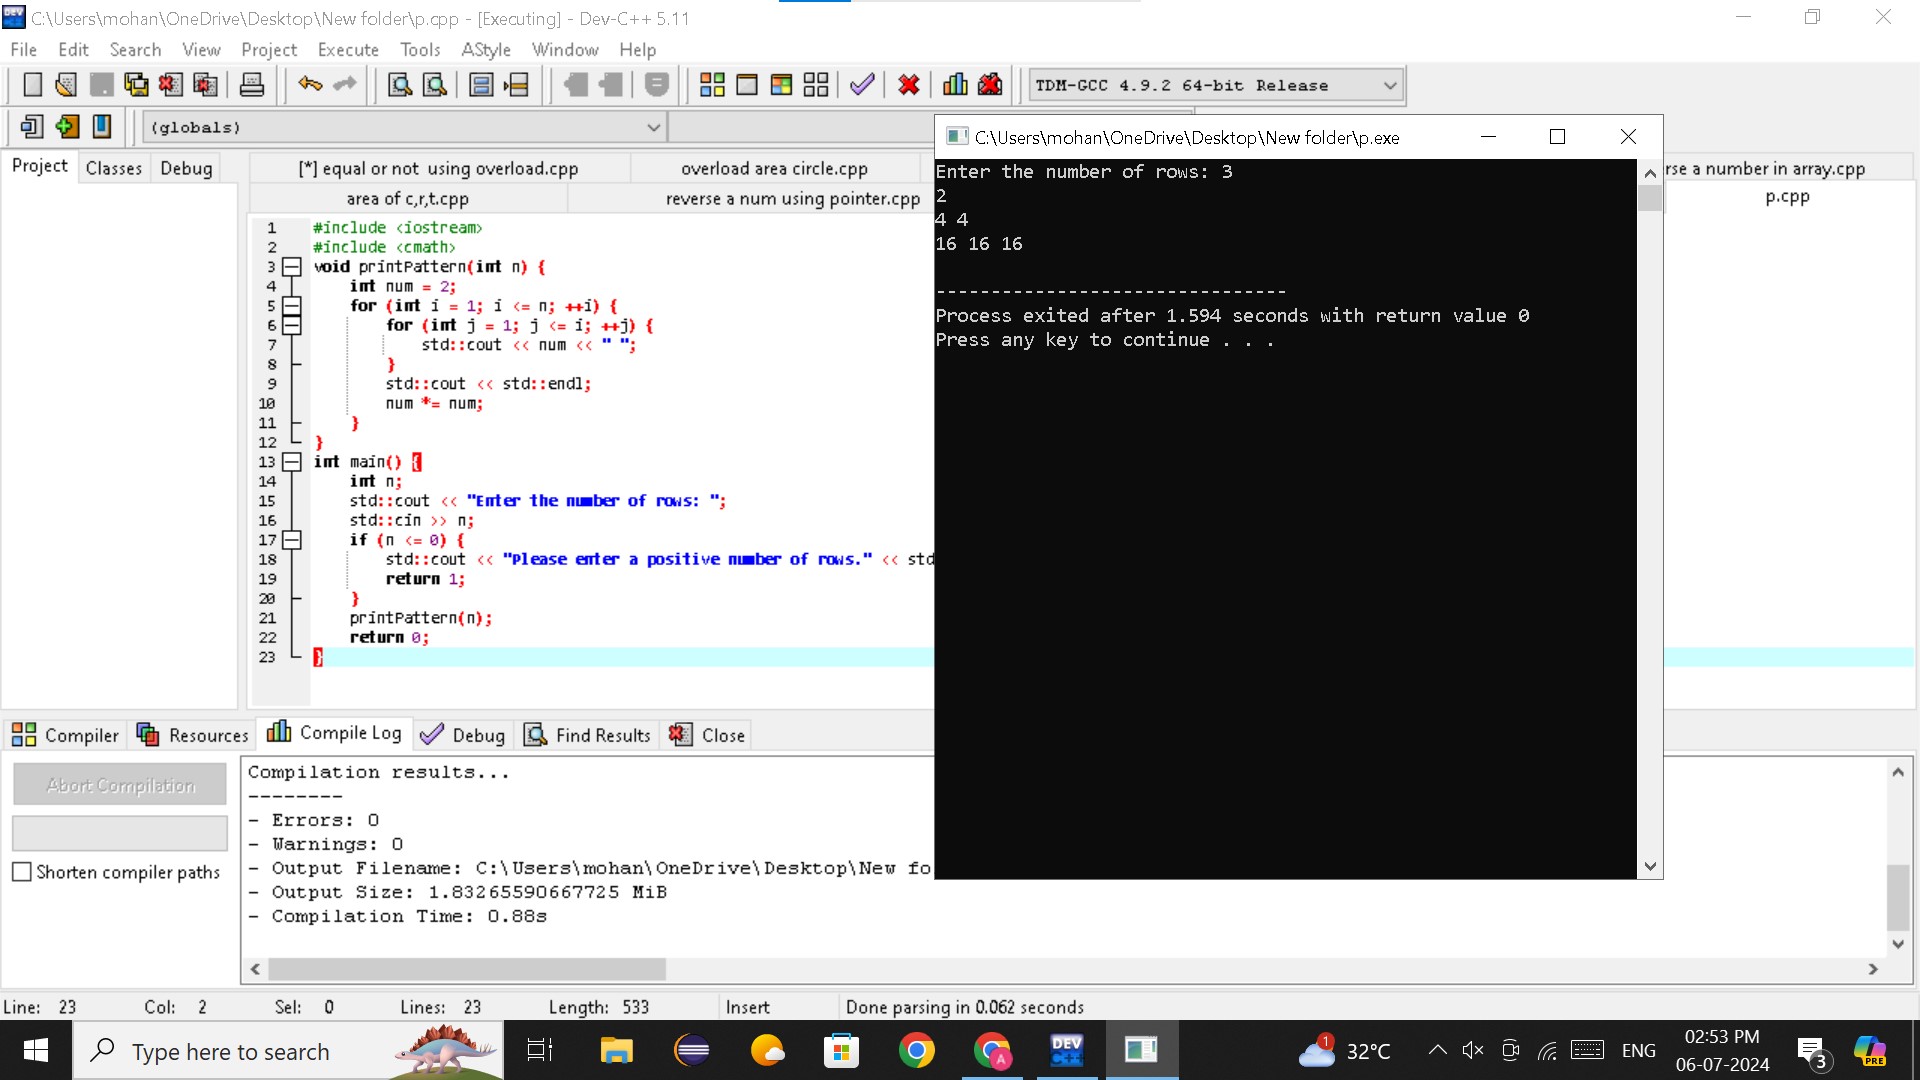 C:\Users\mohan\OneDrive\Desktop\New folder\p.cpp - [Executing] - Dev-C++ 5.11
File Edit Search View Project Execute Tools AStyle Window Help
TDM-GCC 4.9.2 64-bit Release
(globals)
Project Classes Debug
[*] equal or not using overload.cpp overload area circle.cpp rse a number in array.cpp
area of c,r,t.cpp reverse a num using pointer.cpp p.cpp
1 #include <iostream>
2 #include <cmath>
3 void printPattern(int n) {
4 int num = 2;
5 for (int i = 1; i <= n; ++i) {
6 for (int j = 1; j <= i; ++j) {
7 std::cout << num << " ";
8 }
9 std::cout << std::endl;
10 num *= num;
11 }
12 }
13 int main() {
14 int n;
15 std::cout << "Enter the number of rows: ";
16 std::cin >> n;
17 if (n <= 0) {
18 std::cout << "Please enter a positive number of rows." << std
19 return 1;
20 }
21 printPattern(n);
22 return 0;
23 }
C:\Users\mohan\OneDrive\Desktop\New folder\p.exe
Enter the number of rows: 3
2
4 4
16 16 16
--------------------------------
Process exited after 1.594 seconds with return value 0
Press any key to continue . . .
Compiler Resources Compile Log Debug Find Results Close
Abort Compilation
Shorten compiler paths
Compilation results...
--------
- Errors: 0
- Warnings: 0
- Output Filename: C:\Users\mohan\OneDrive\Desktop\New fo
- Output Size: 1.83265590667725 MiB
- Compilation Time: 0.88s
Line: 23 Col: 2 Sel: 0 Lines: 23 Length: 533 Insert Done parsing in 0.062 seconds
Type here to search
DEV C++
1
32°C
ENG
02:53 PM
06-07-2024
3
PRE